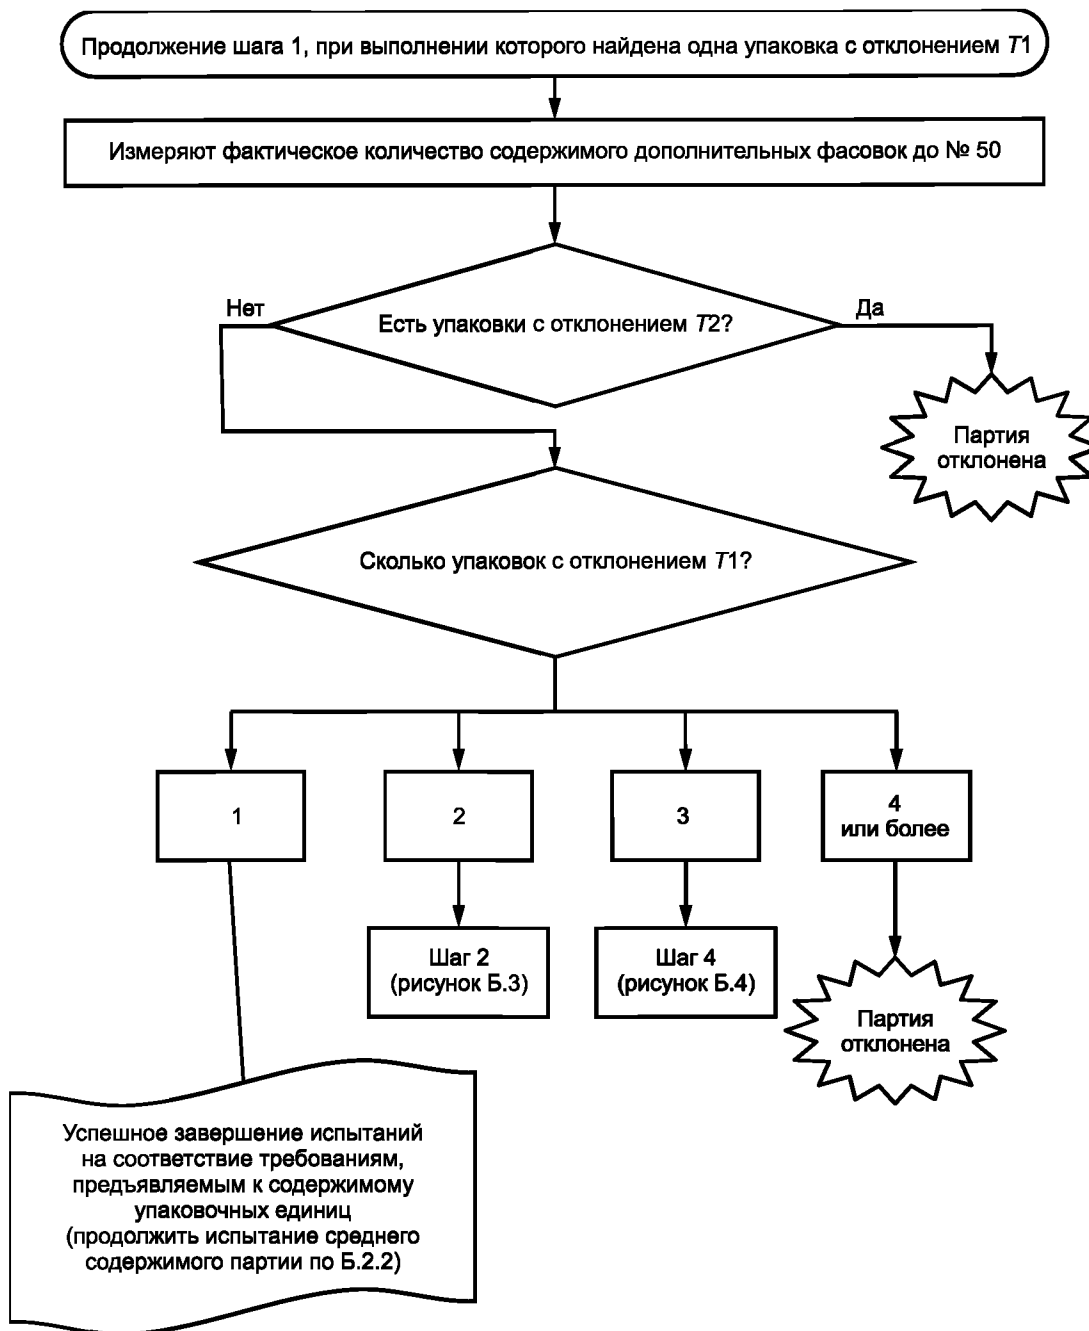 Продолжение шага 1, при выполнении которого найдена одна упаковка с отклонением T1
Измеряют фактическое количество содержимого дополнительных фасовок до № 50
Нет
Да
Есть упаковки с отклонением T2?
Партия
отклонена
Сколько упаковок с отклонением T1?
1
2
3
4
или более
Шаг 2
(рисунок Б.3)
Шаг 4
(рисунок Б.4)
Партия
отклонена
Успешное завершение испытаний
на соответствие требованиям,
предъявляемым к содержимому
упаковочных единиц
(продолжить испытание среднего
содержимого партии по Б.2.2)